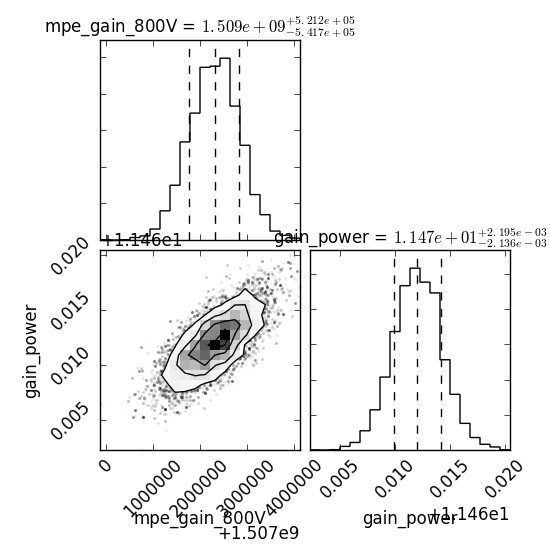 mpe_gain_800V = 1.509e + 09+5.212e+05 −5.417e+05
+1.146e1
gain_power = 1.147e + 01+2.195e−03 −2.136e−03
0.020
0.015
0.010
0.005
gain_power
0
1000000
2000000
3000000
4000000
mpe_gain_800V
+1.507e9
0.005
0.010
0.015
0.020
gain_power
+1.146e1